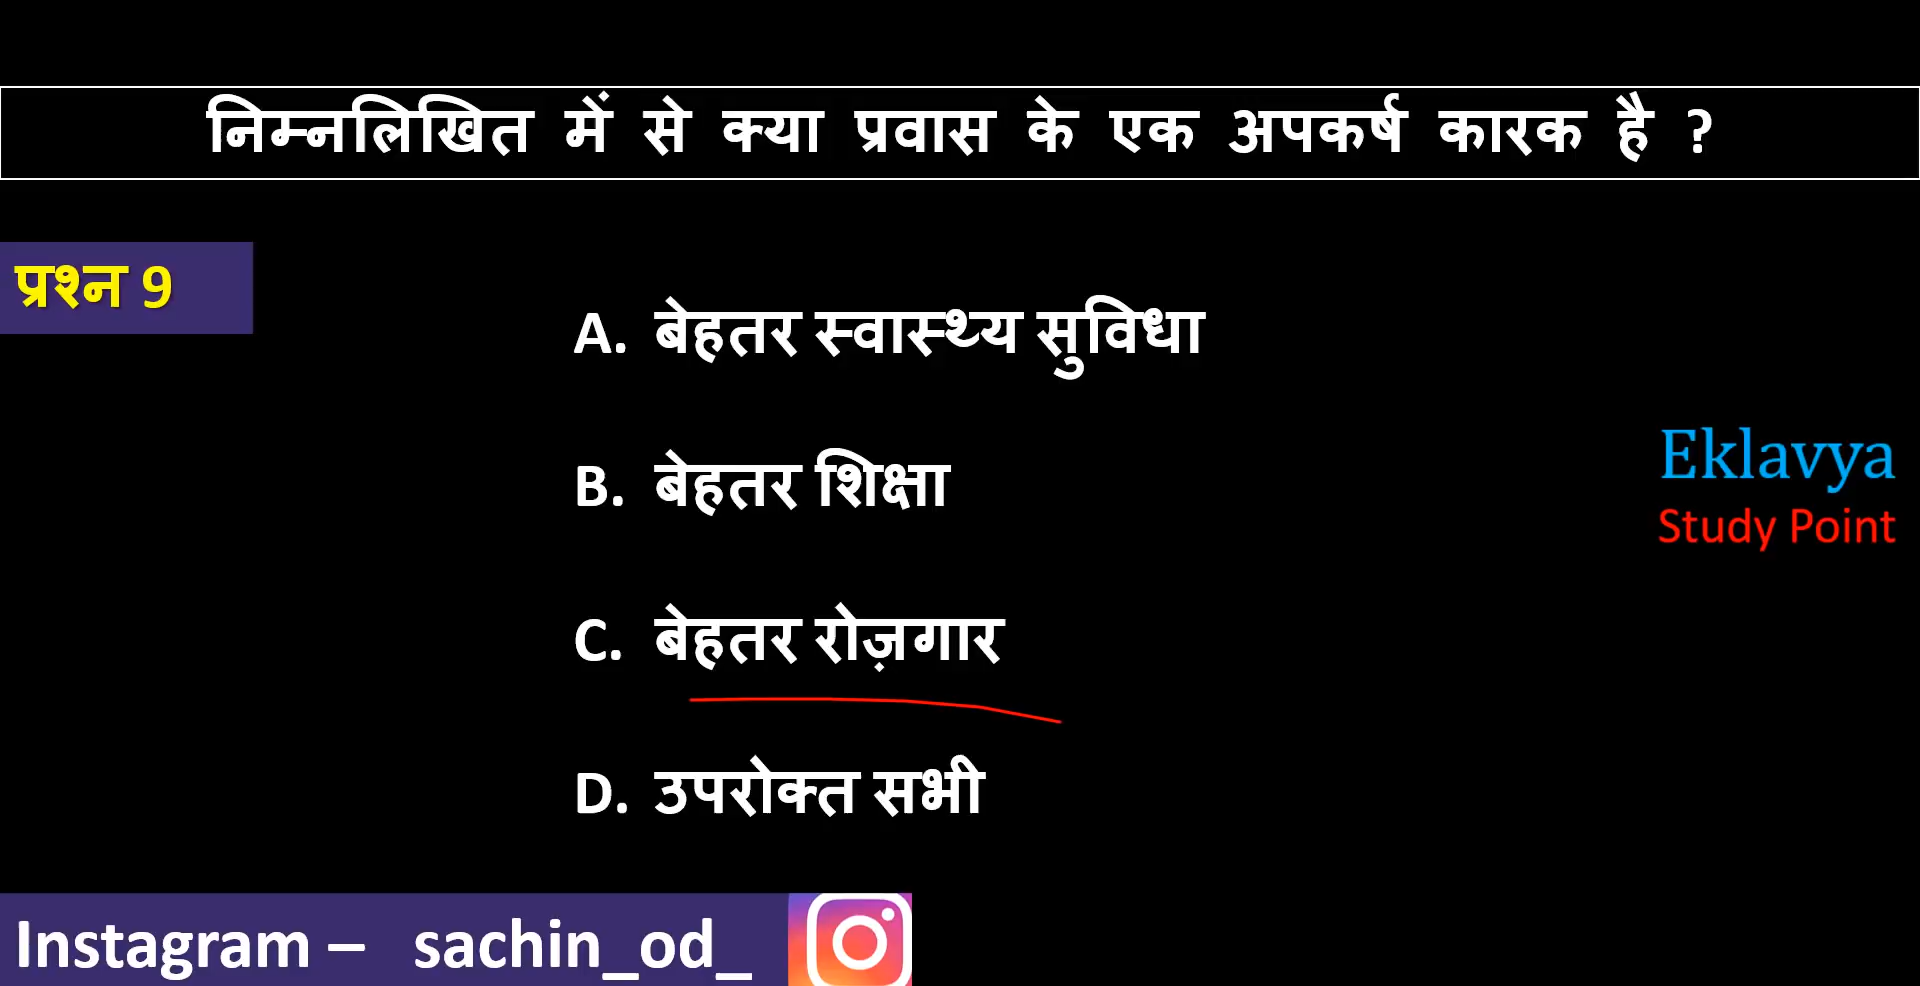 निम्नलिखित में से क्या प्रवास के एक अपकर्ष कारक है ?
प्रश्न 9
A. बेहतर स्वास्थ्य सुविधा
B. बेहतर शिक्षा
C. बेहतर रोज़गार
D. उपरोक्त सभी
Eklavya
Study Point
Instagram – sachin_od_